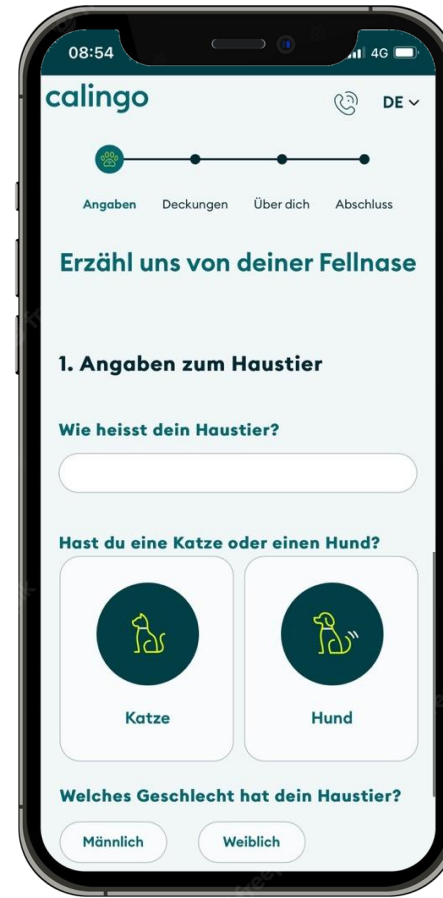 08:54
4G
calingo
DE
Angaben Deckungen Über dich Abschluss
Erzähl uns von deiner Fellnase
1. Angaben zum Haustier
Wie heisst dein Haustier?
Hast du eine Katze oder einen Hund?
Katze Hund
Welches Geschlecht hat dein Haustier?
Männlich Weiblich